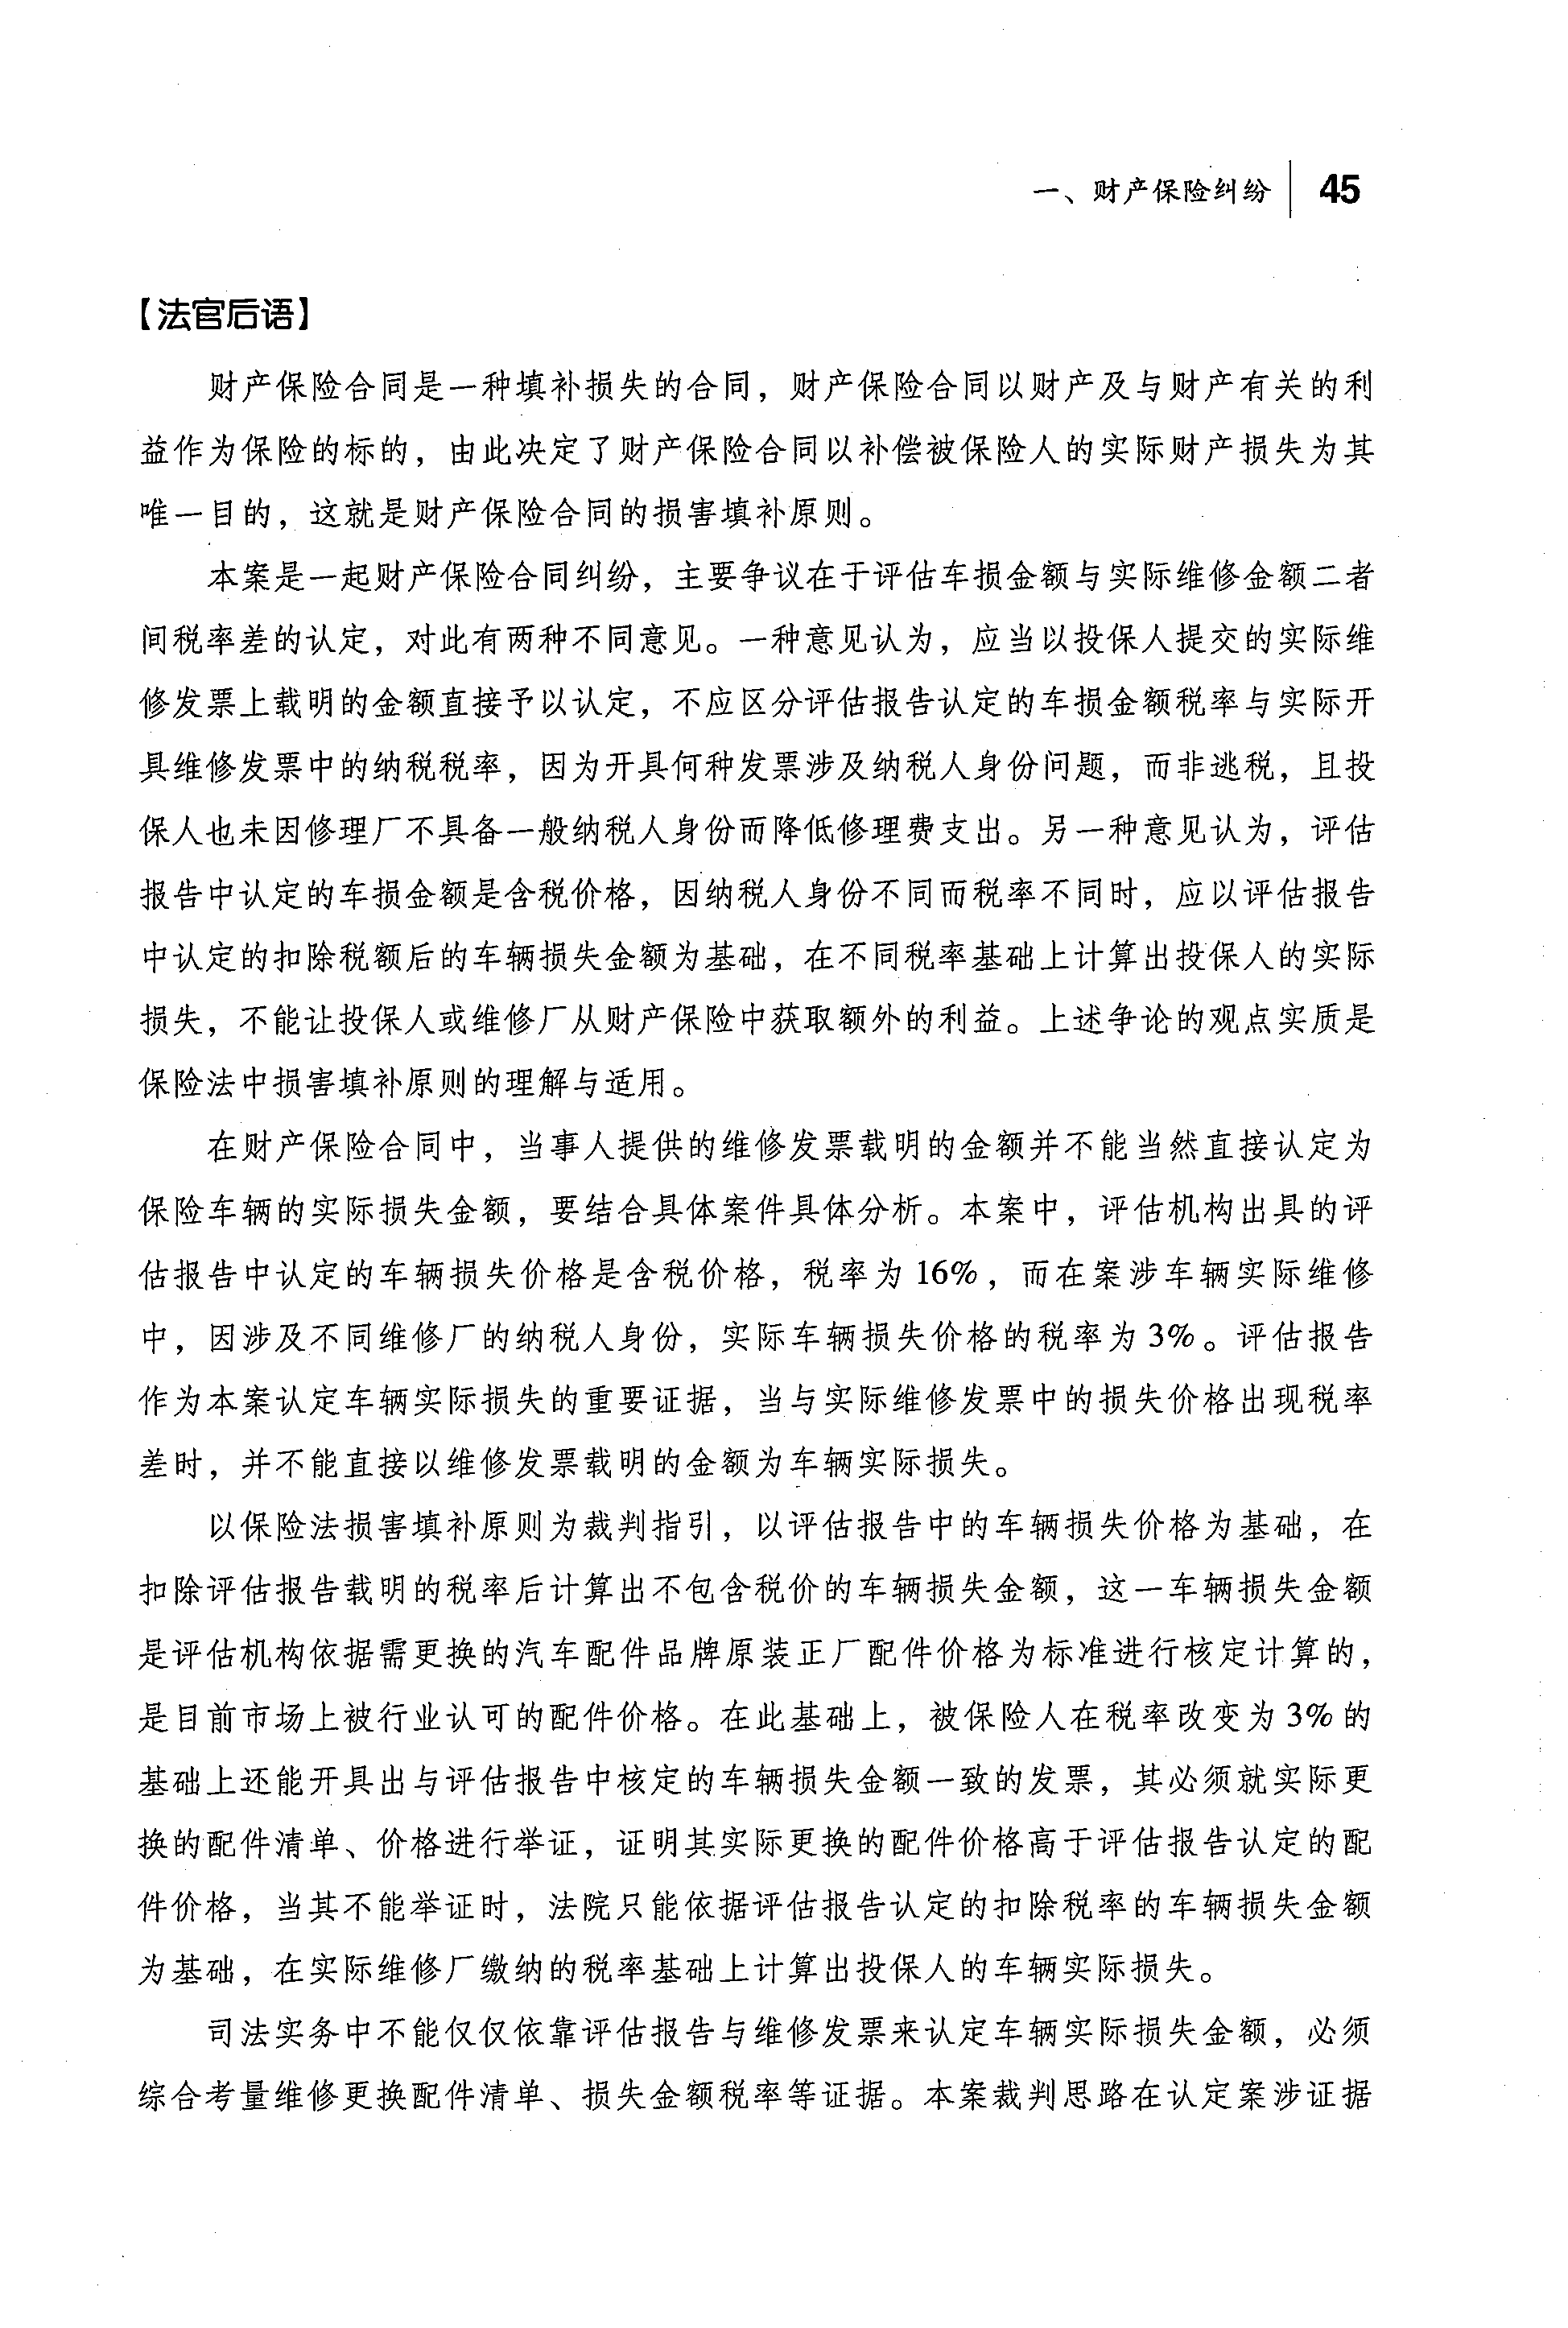 一、财产保险纠纷 45
【法官后语】
财产保险合同是一种填补损失的合同，财产保险合同以财产及与财产有关的利
益作为保险的标的，由此决定了财产保险合同以补偿被保险人的实际财产损失为其
唯一目的，这就是财产保险合同的损害填补原则。
本案是一起财产保险合同纠纷，主要争议在于评估车损金额与实际维修金额二者
间税率差的认定，对此有两种不同意见。一种意见认为，应当以投保人提交的实际维
修发票上载明的金额直接予以认定，不应区分评估报告认定的车损金额税率与实际开
具维修发票中的纳税税率，因为开具何种发票涉及纳税人身份问题，而非逃税，且投
保人也未因修理厂不具备一般纳税人身份而降低修理费支出。另一种意见认为，评估
报告中认定的车损金额是含税价格，因纳税人身份不同而税率不同时，应以评估报告
中认定的扣除税额后的车辆损失金额为基础，在不同税率基础上计算出投保人的实际
损失，不能让投保人或维修厂从财产保险中获取额外的利益。上述争论的观点实质是
保险法中损害填补原则的理解与适用。
在财产保险合同中，当事人提供的维修发票载明的金额并不能当然直接认定为
保险车辆的实际损失金额，要结合具体案件具体分析。本案中，评估机构出具的评
估报告中认定的车辆损失价格是含税价格，税率为16%，而在案涉车辆实际维修
中，因涉及不同维修厂的纳税人身份，实际车辆损失价格的税率为3%。评估报告
作为本案认定车辆实际损失的重要证据，当与实际维修发票中的损失价格出现税率
差时，并不能直接以维修发票载明的金额为车辆实际损失。
以保险法损害填补原则为裁判指引，以评估报告中的车辆损失价格为基础，在
扣除评估报告载明的税率后计算出不包含税价的车辆损失金额，这一车辆损失金额
是评估机构依据需更换的汽车配件品牌原装正厂配件价格为标准进行核定计算的，
是目前市场上被行业认可的配件价格。在此基础上，被保险人在税率改变为3%的
基础上还能开具出与评估报告中核定的车辆损失金额一致的发票，其必须就实际更
换的配件清单、价格进行举证，证明其实际更换的配件价格高于评估报告认定的配
件价格，当其不能举证时，法院只能依据评估报告认定的扣除税率的车辆损失金额
为基础，在实际维修厂缴纳的税率基础上计算出投保人的车辆实际损失。
司法实务中不能仅仅依靠评估报告与维修发票来认定车辆实际损失金额，必须
综合考量维修更换配件清单、损失金额税率等证据。本案裁判思路在认定案涉证据